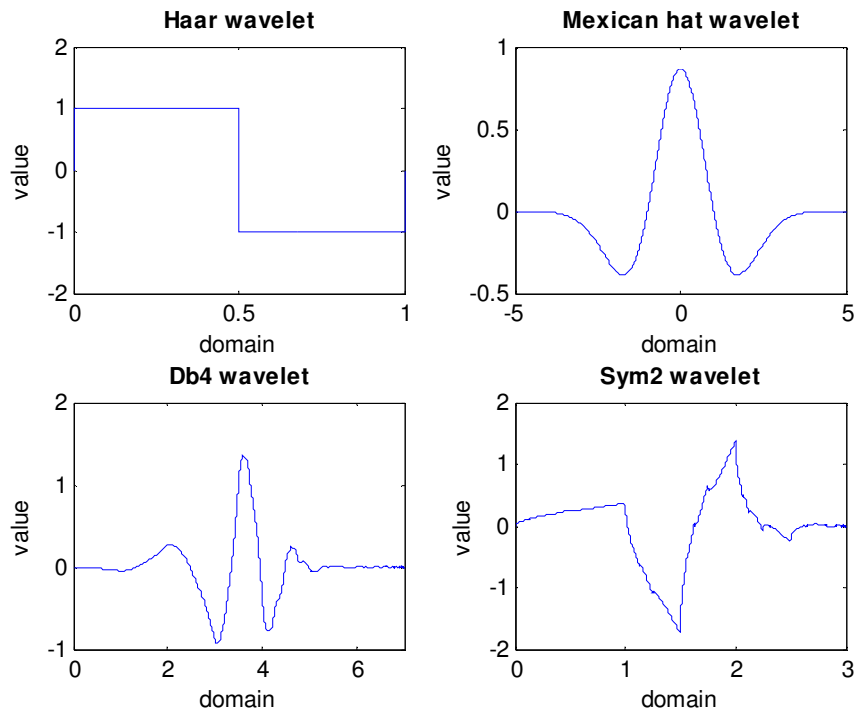 Haar wavelet
2
1
0
-1
-2
value
0 0.5 1
domain
Mexican hat wavelet
1
0.5
0
-0.5
value
-5 0 5
domain
Db4 wavelet
2
1
0
-1
value
0 2 4 6
domain
Sym2 wavelet
2
1
0
-1
-2
value
0 1 2 3
domain